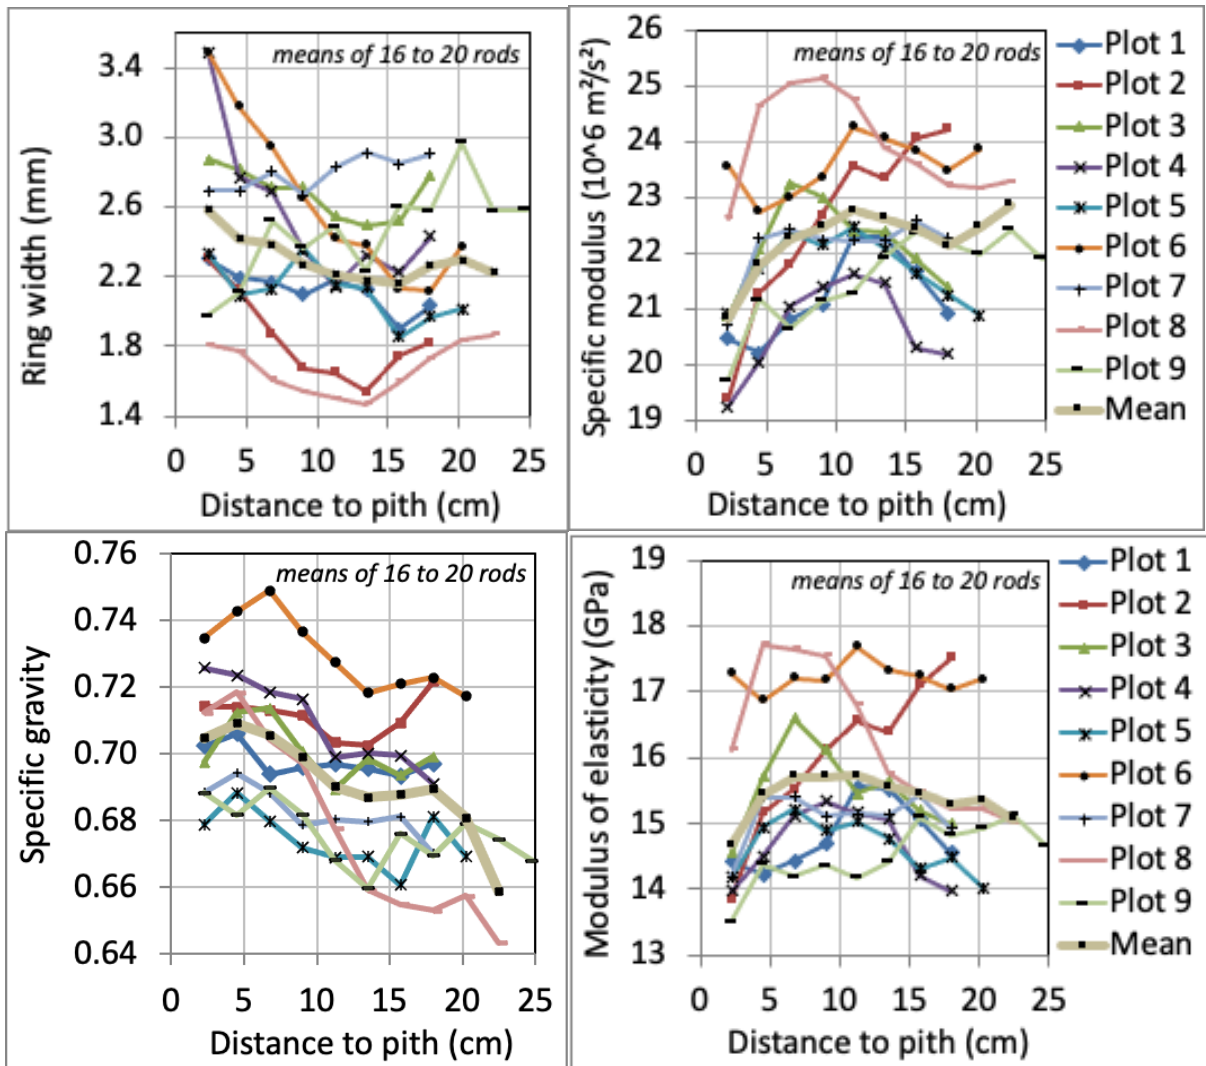 means of 16 to 20 rods
Ring width (mm)
3.4
3.0
2.6
2.2
1.8
1.4
0 5 10 15 20 25
Distance to pith (cm)
means of 16 to 20 rods
Specific modulus (10^6 m²/s²)
26
25
24
23
22
21
20
19
0 5 10 15 20 25
Distance to pith (cm)
Plot 1
Plot 2
Plot 3
Plot 4
Plot 5
Plot 6
Plot 7
Plot 8
Plot 9
Mean
means of 16 to 20 rods
Specific gravity
0.76
0.74
0.72
0.70
0.68
0.66
0.64
0 5 10 15 20 25
Distance to pith (cm)
means of 16 to 20 rods
Modulus of elasticity (GPa)
19
18
17
16
15
14
13
0 5 10 15 20 25
Distance to pith (cm)
Plot 1
Plot 2
Plot 3
Plot 4
Plot 5
Plot 6
Plot 7
Plot 8
Plot 9
Mean